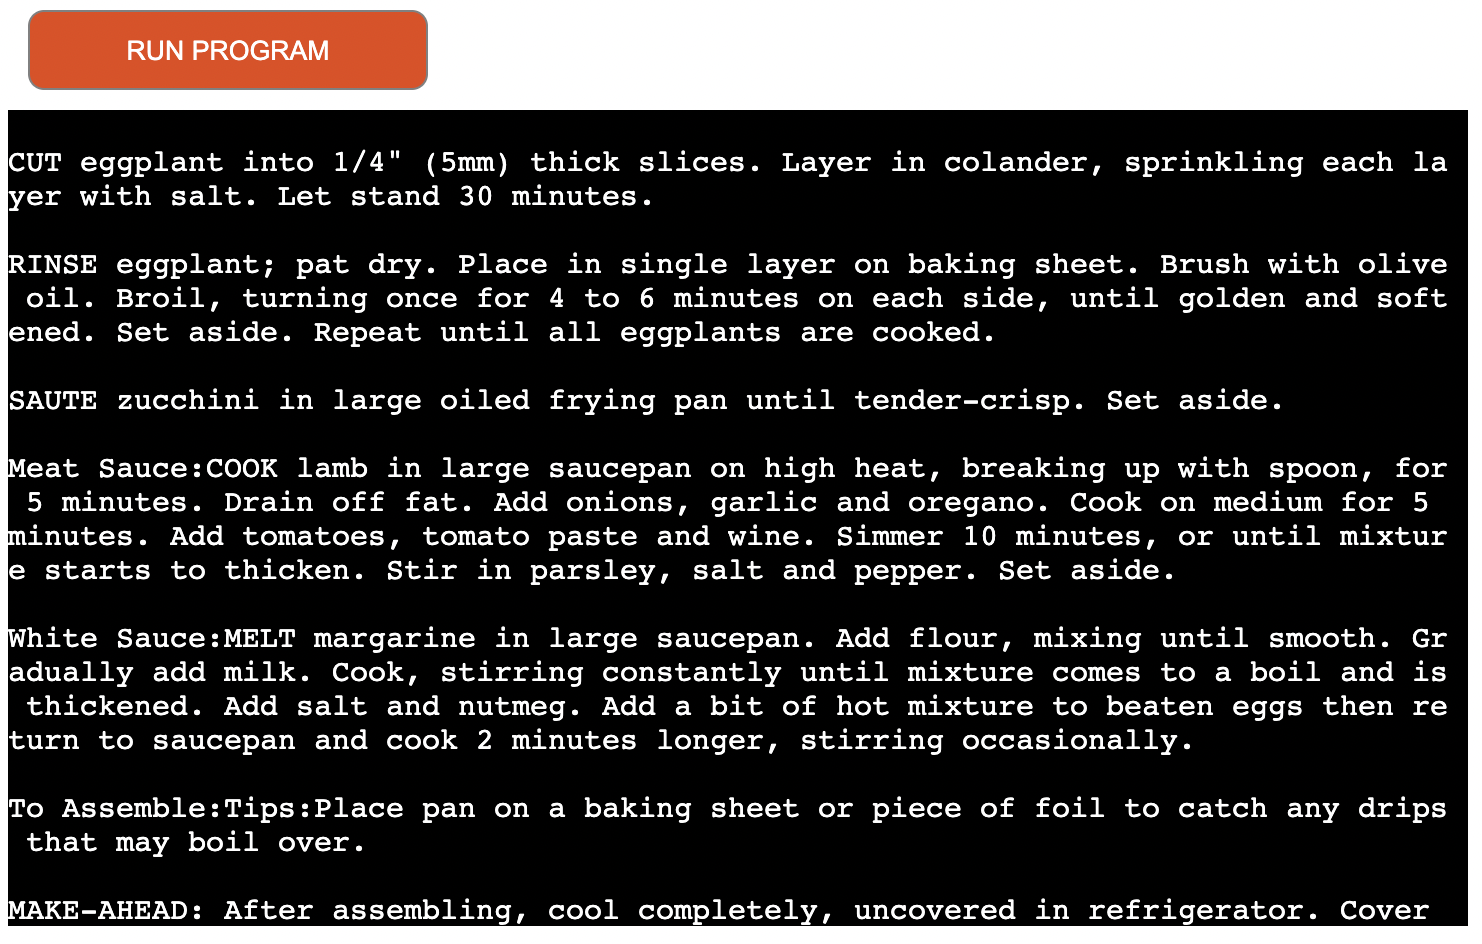 RUN PROGRAM
CUT eggplant into 1/4" (5mm) thick slices. Layer in colander, sprinkling each la
yer with salt. Let stand 30 minutes.
RINSE eggplant; pat dry. Place in single layer on baking sheet. Brush with olive
oil. Broil, turning once for 4 to 6 minutes on each side, until golden and soft
ened. Set aside. Repeat until all eggplants are cooked.
SAUTE zucchini in large oiled frying pan until tender-crisp. Set aside.
Meat Sauce:COOK lamb in large saucepan on high heat, breaking up with spoon, for
5 minutes. Drain off fat. Add onions, garlic and oregano. Cook on medium for 5
minutes. Add tomatoes, tomato paste and wine. Simmer 10 minutes, or until mixtur
e starts to thicken. Stir in parsley, salt and pepper. Set aside.
White Sauce:MELT margarine in large saucepan. Add flour, mixing until smooth. Gr
adually add milk. Cook, stirring constantly until mixture comes to a boil and is
thickened. Add salt and nutmeg. Add a bit of hot mixture to beaten eggs then re
turn to saucepan and cook 2 minutes longer, stirring occasionally.
To Assemble:Tips:Place pan on a baking sheet or piece of foil to catch any drips
that may boil over.
MAKE-AHEAD: After assembling, cool completely, uncovered in refrigerator. Cover